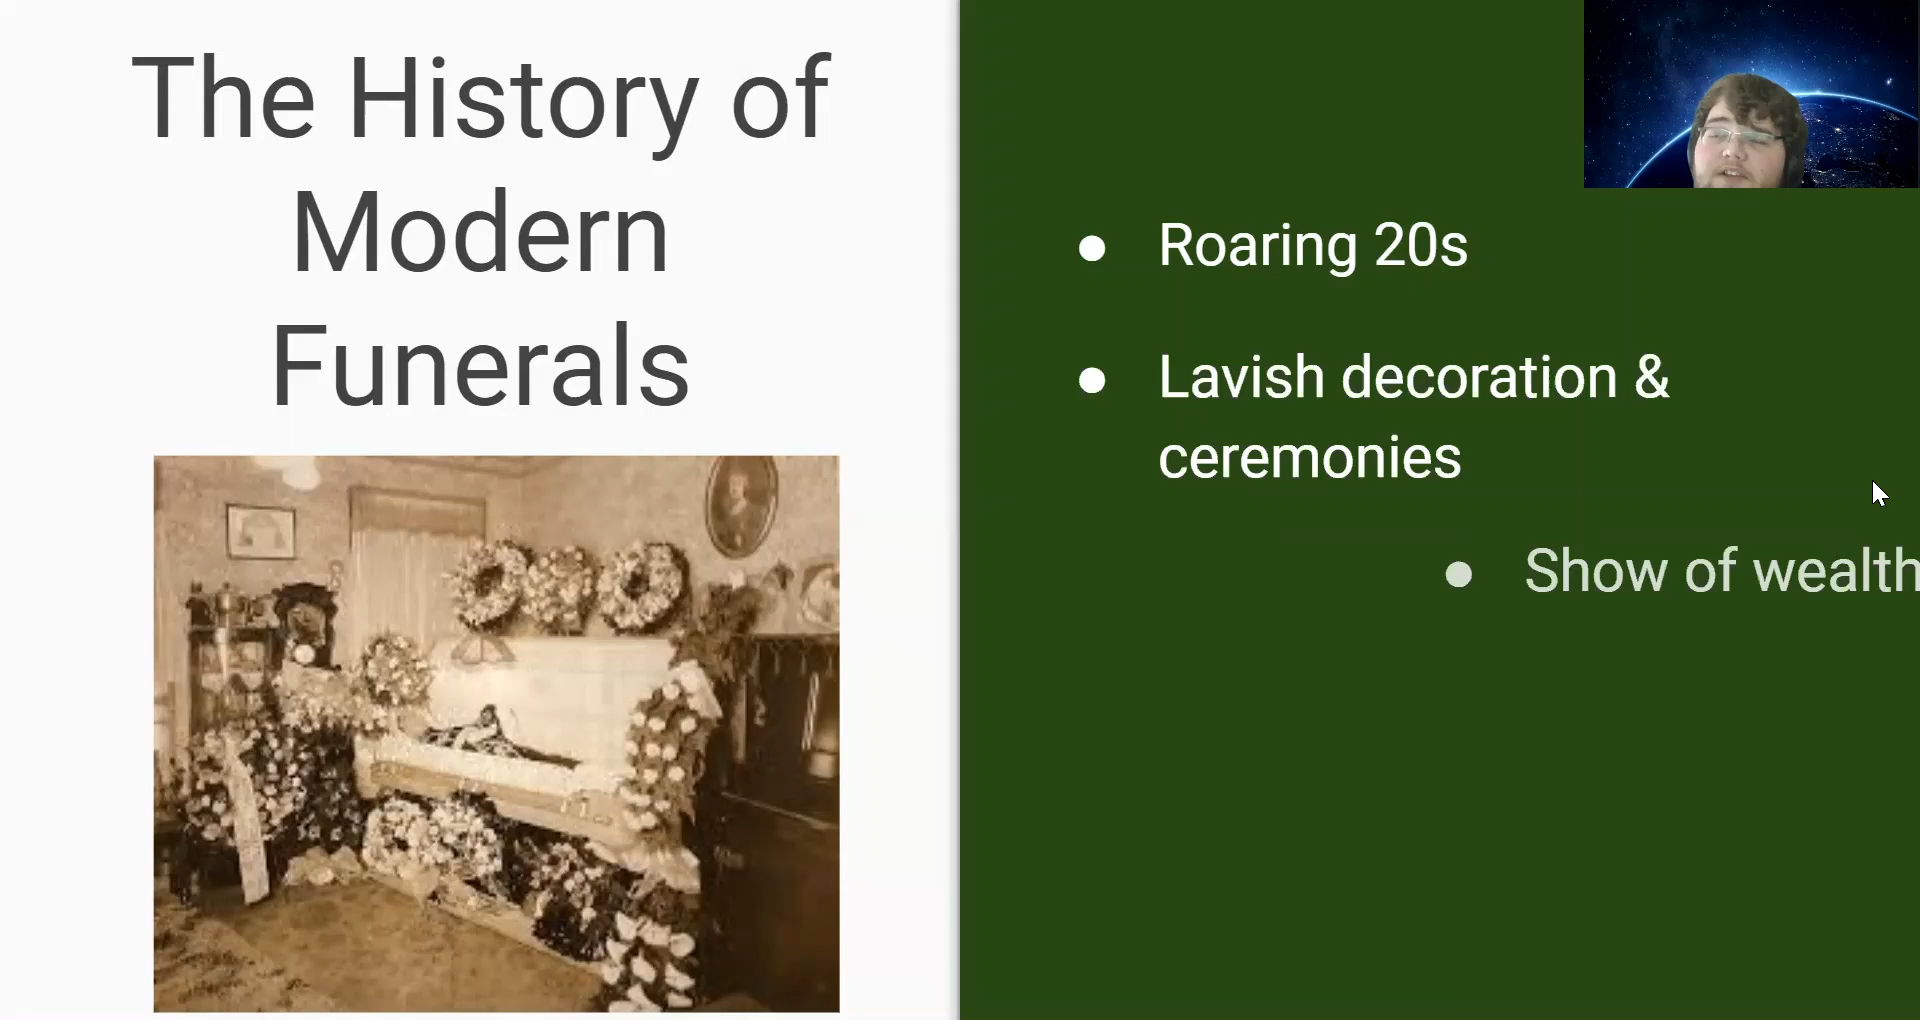 The History of
Modern
Funerals
● Roaring 20s
● Lavish decoration &
ceremonies
● Show of wealth